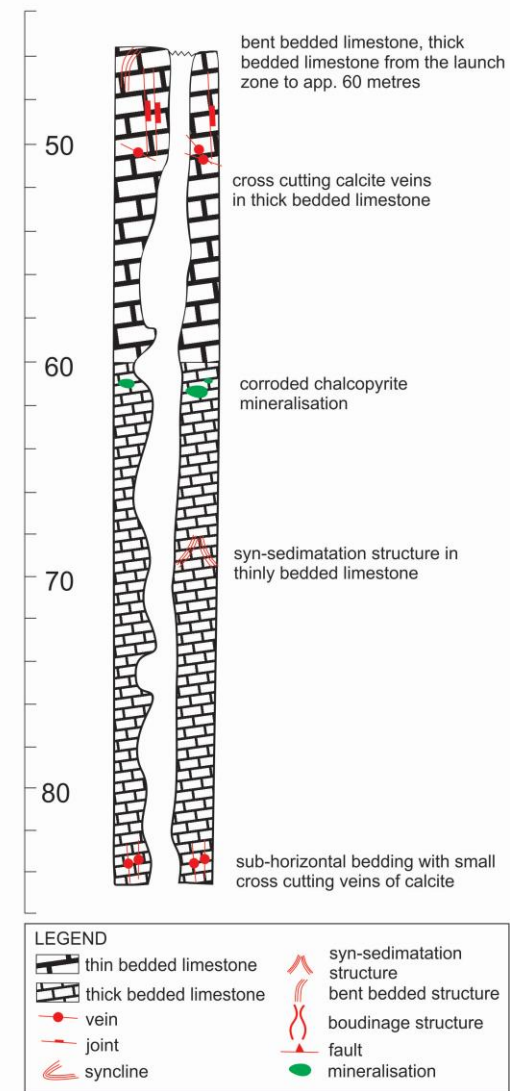 bent bedded limestone, thick
bedded limestone from the launch
zone to app. 60 metres
50
cross cutting calcite veins
in thick bedded limestone
60
corroded chalcopyrite
mineralisation
syn-sedimatation structure in
thinly bedded limestone
70
80
sub-horizontal bedding with small
cross cutting veins of calcite
LEGEND
thin bedded limestone
thick bedded limestone
vein
joint
syncline
syn-sedimatation
structure
bent bedded structure
boudinage structure
fault
mineralisation